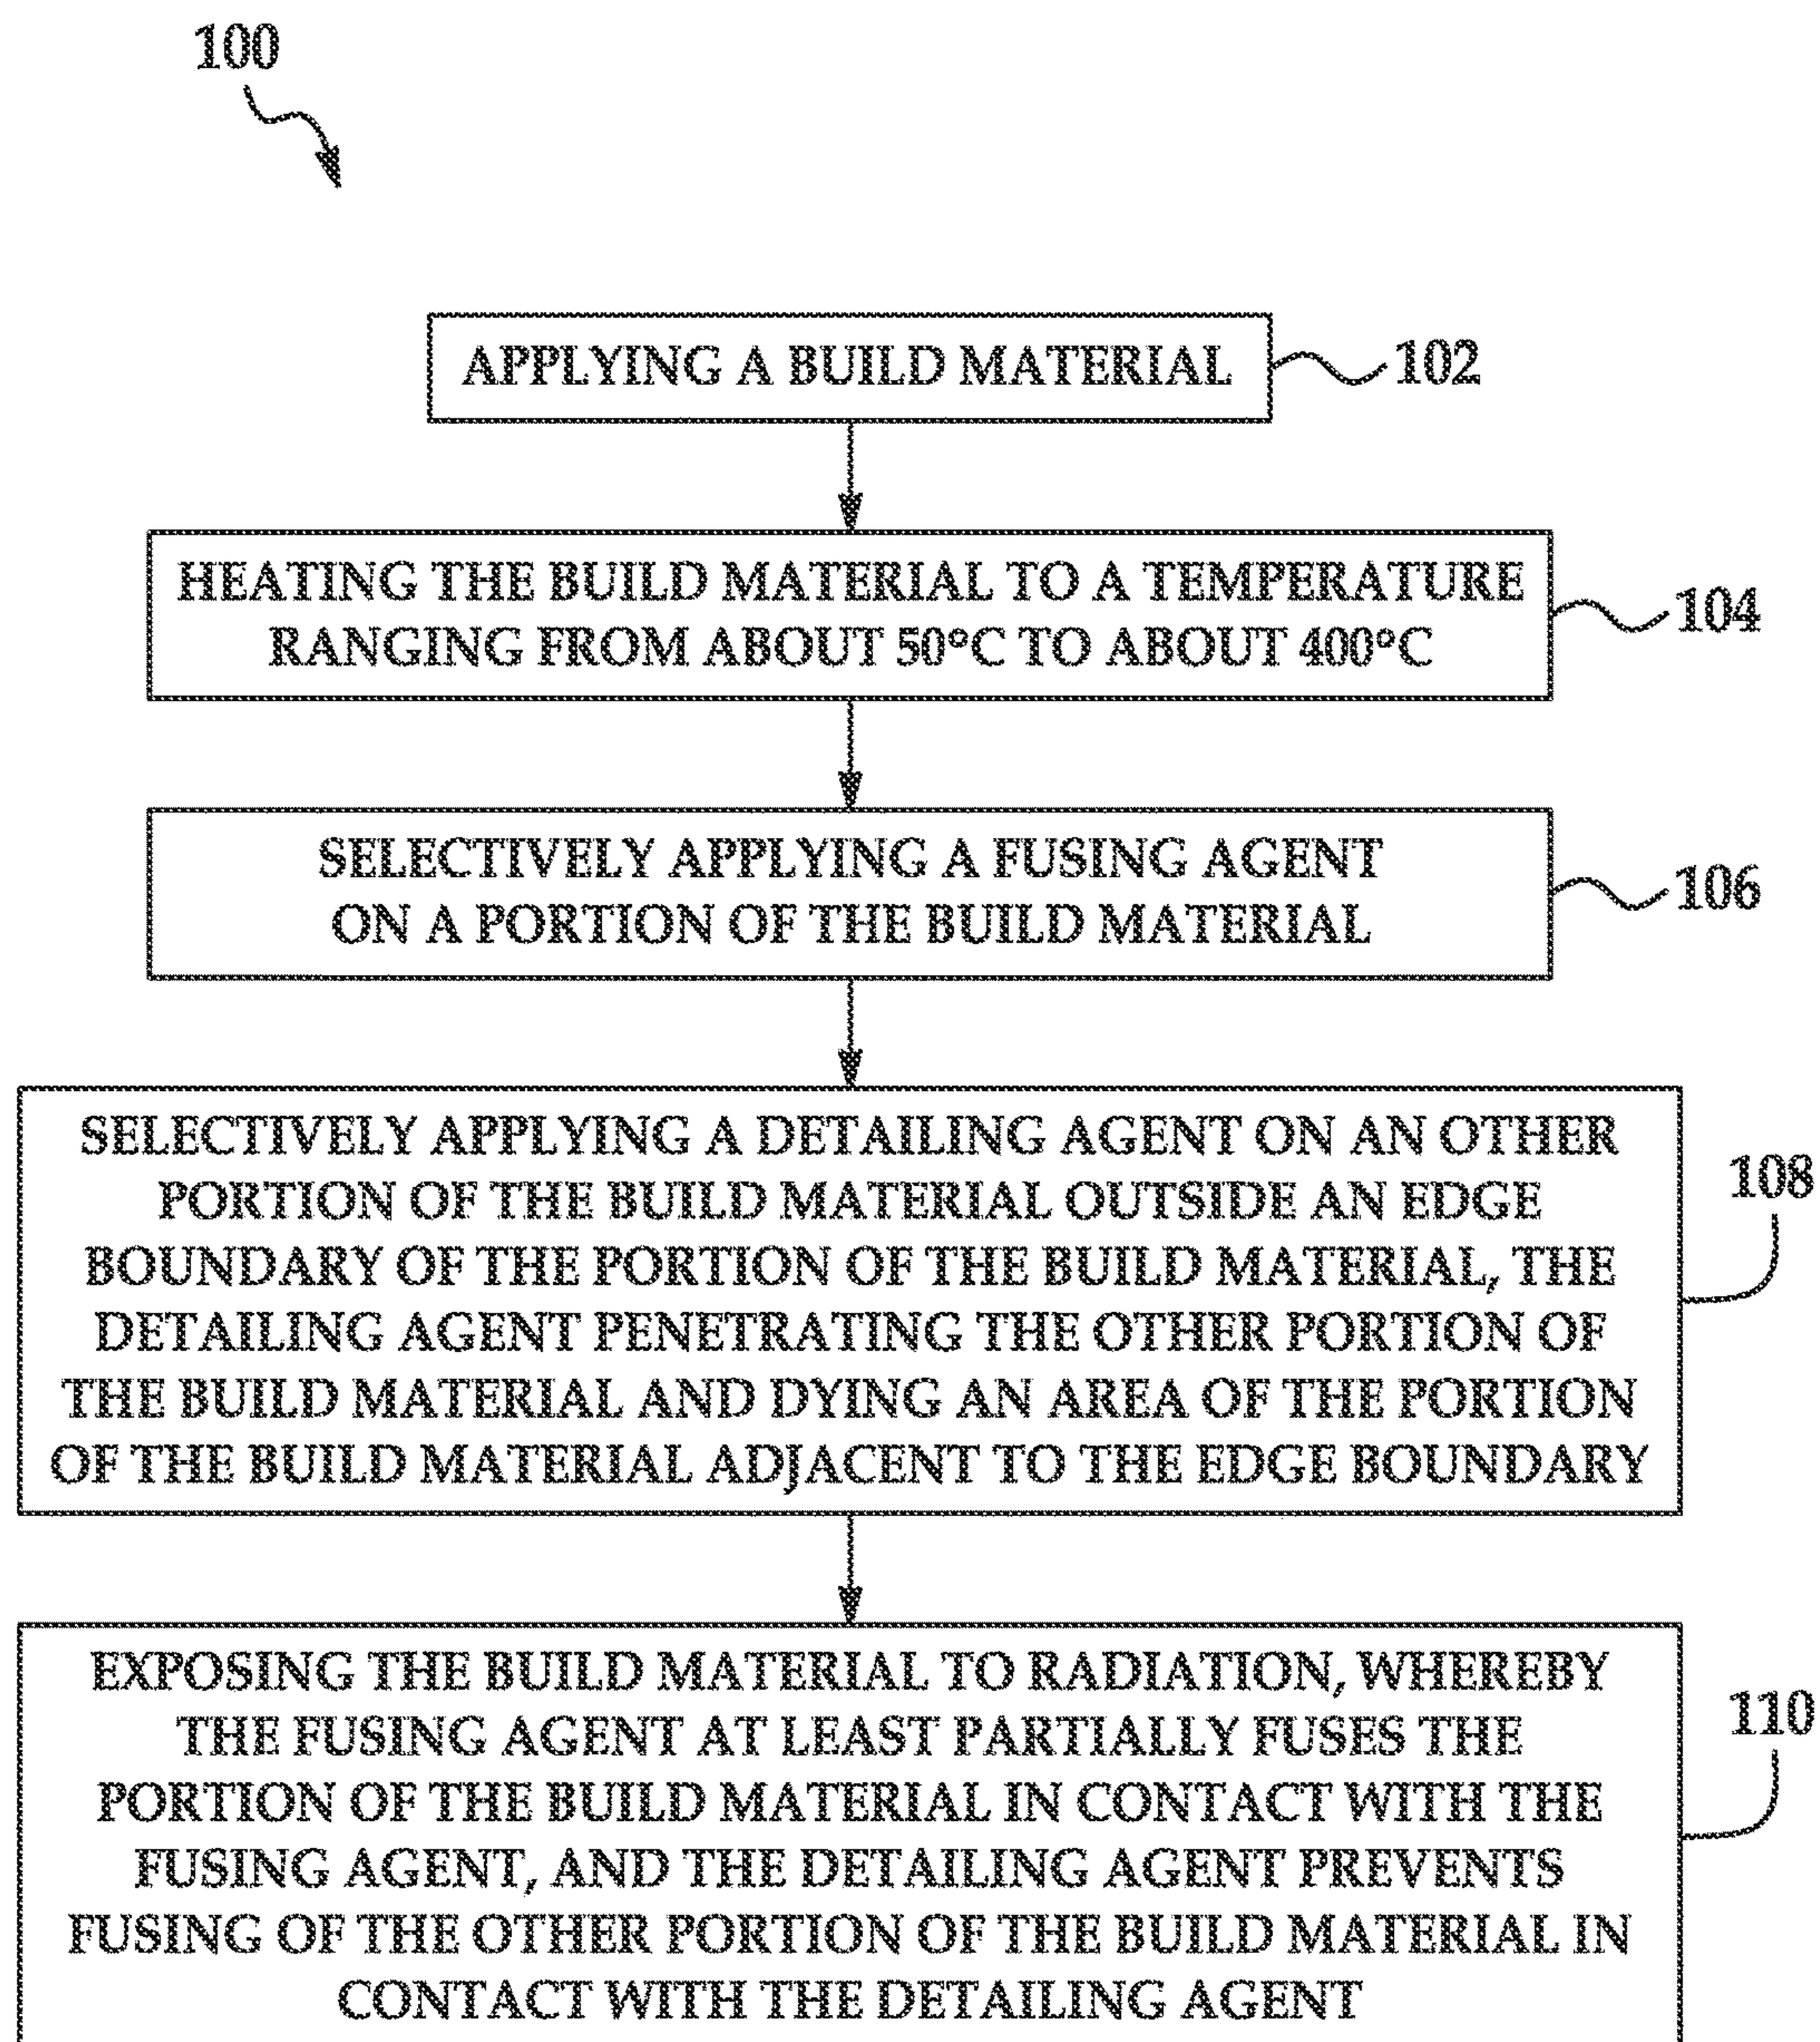 100
APPLYING A BUILD MATERIAL
102
HEATING THE BUILD MATERIAL TO A TEMPERATURE
RANGING FROM ABOUT 50°C TO ABOUT 400°C
104
SELECTIVELY APPLYING A FUSING AGENT
ON A PORTION OF THE BUILD MATERIAL
106
SELECTIVELY APPLYING A DETAILING AGENT ON AN OTHER
PORTION OF THE BUILD MATERIAL OUTSIDE AN EDGE
BOUNDARY OF THE PORTION OF THE BUILD MATERIAL, THE
DETAILING AGENT PENETRATING THE OTHER PORTION OF
THE BUILD MATERIAL AND DYING AN AREA OF THE PORTION
OF THE BUILD MATERIAL ADJACENT TO THE EDGE BOUNDARY
108
EXPOSING THE BUILD MATERIAL TO RADIATION, WHEREBY
THE FUSING AGENT AT LEAST PARTIALLY FUSES THE
PORTION OF THE BUILD MATERIAL IN CONTACT WITH THE
FUSING AGENT, AND THE DETAILING AGENT PREVENTS
FUSING OF THE OTHER PORTION OF THE BUILD MATERIAL IN
CONTACT WITH THE DETAILING AGENT
110